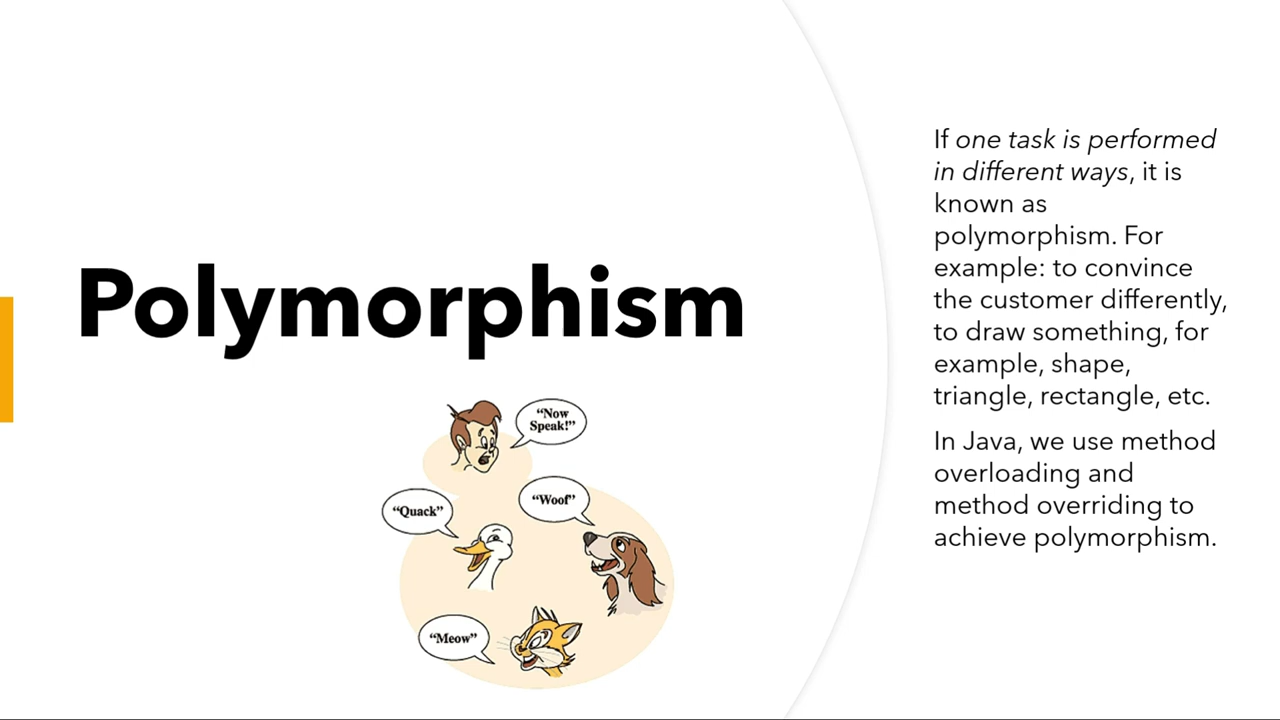 Polymorphism
“Now
Speak!”
“Quack”
“Woof”
“Meow”
If one task is performed
in different ways, it is
known as
polymorphism. For
example: to convince
the customer differently,
to draw something, for
example, shape,
triangle, rectangle, etc.
In Java, we use method
overloading and
method overriding to
achieve polymorphism.